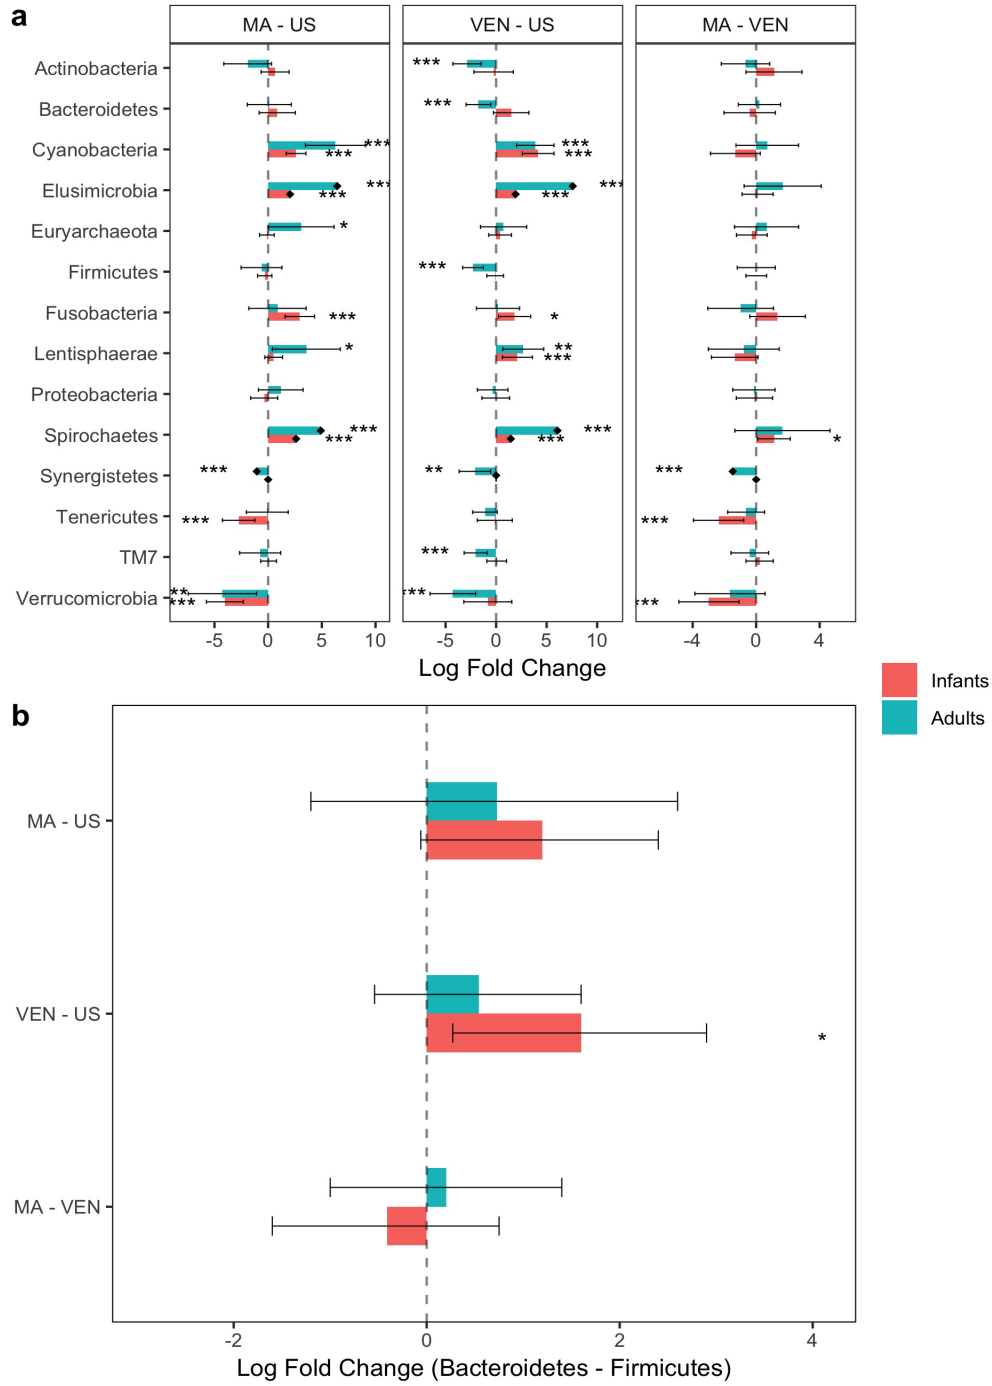 a
MA - US
VEN - US
MA - VEN
Actinobacteria
***
Bacteroidetes
***
Cyanobacteria
***
***
***
***
Elusimicrobia
***
***
***
***
Euryarchaeota
*
Firmicutes
***
Fusobacteria
***
*
Lentisphaerae
*
**
***
Proteobacteria
Spirochaetes
***
***
***
***
*
Synergistetes
***
**
***
Tenericutes
***
***
TM7
***
Verrucomicrobia
**
***
***
***
-5 0 5 10
-5 0 5 10
-4 0 4
Log Fold Change
Infants
Adults
b
MA - US
VEN - US
*
MA - VEN
-2 0 2 4
Log Fold Change (Bacteroidetes - Firmicutes)